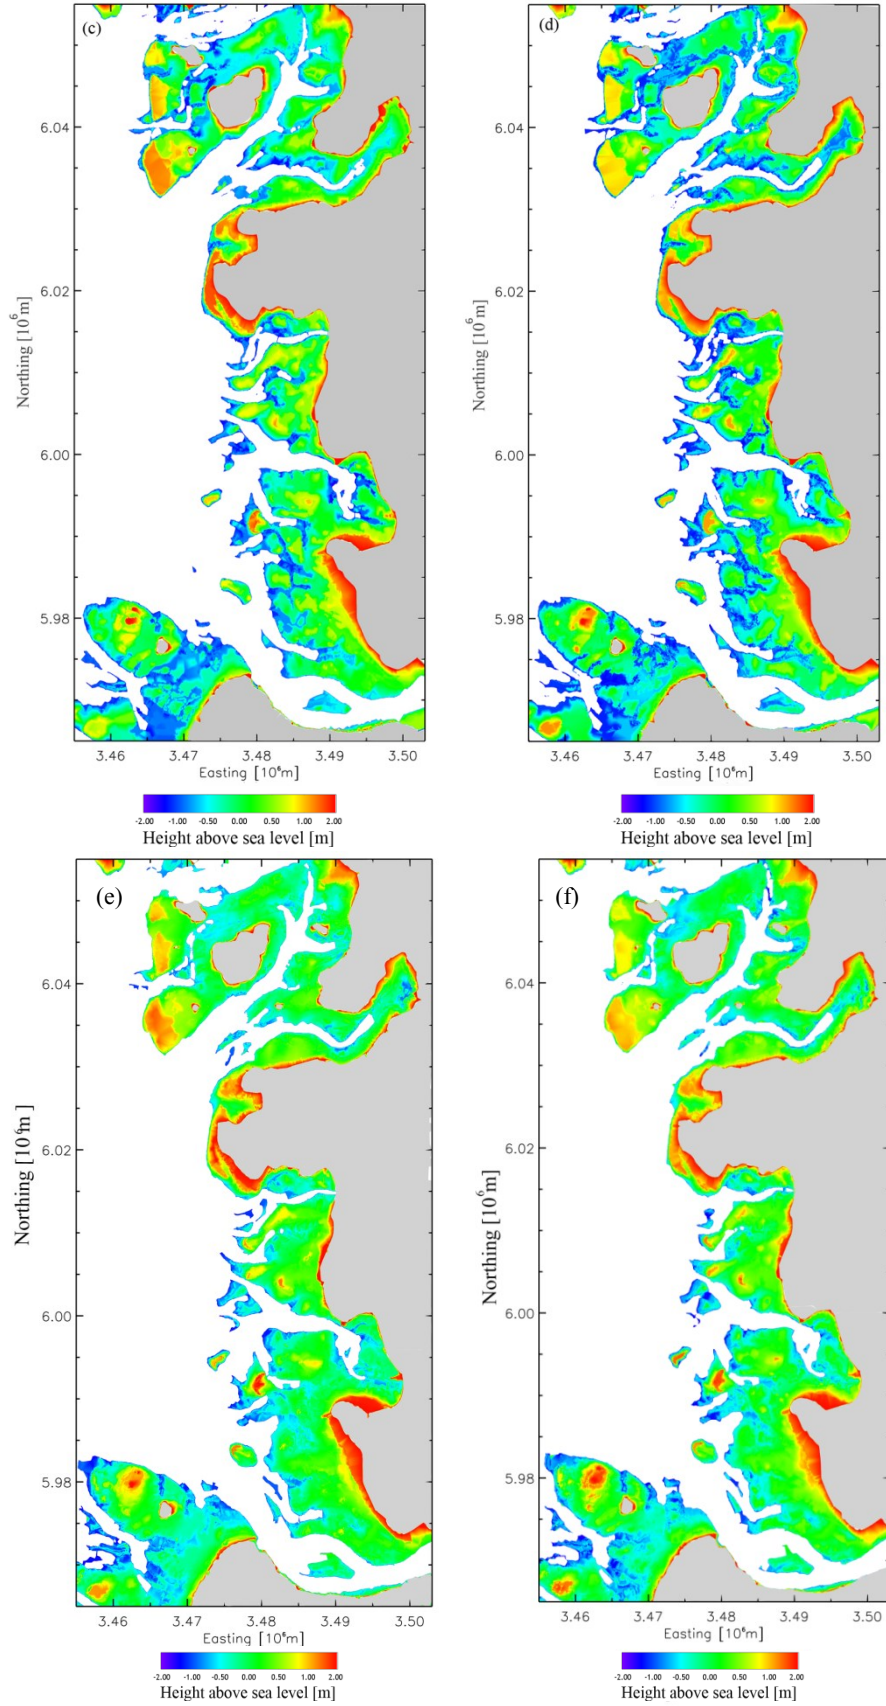 (c)
6.04
6.02
6.00
5.98
Northing [10⁶m]
3.46 3.47 3.48 3.49 3.50
Easting [10⁶m]
-2.00 -1.00 -0.50 0.00 0.50 1.00 2.00
Height above sea level [m]
(d)
6.04
6.02
6.00
5.98
Northing [10⁶m]
3.46 3.47 3.48 3.49 3.50
Easting [10⁶m]
-2.00 -1.00 -0.50 0.00 0.50 1.00 2.00
Height above sea level [m]
(e)
6.04
6.02
6.00
5.98
Northing [10⁶m]
3.46 3.47 3.48 3.49 3.50
Easting [10⁶m]
-2.00 -1.00 -0.50 0.00 0.50 1.00 2.00
Height above sea level [m]
(f)
6.04
6.02
6.00
5.98
Northing [10⁶m]
3.46 3.47 3.48 3.49 3.50
Easting [10⁶m]
-2.00 -1.00 -0.50 0.00 0.50 1.00 2.00
Height above sea level [m]